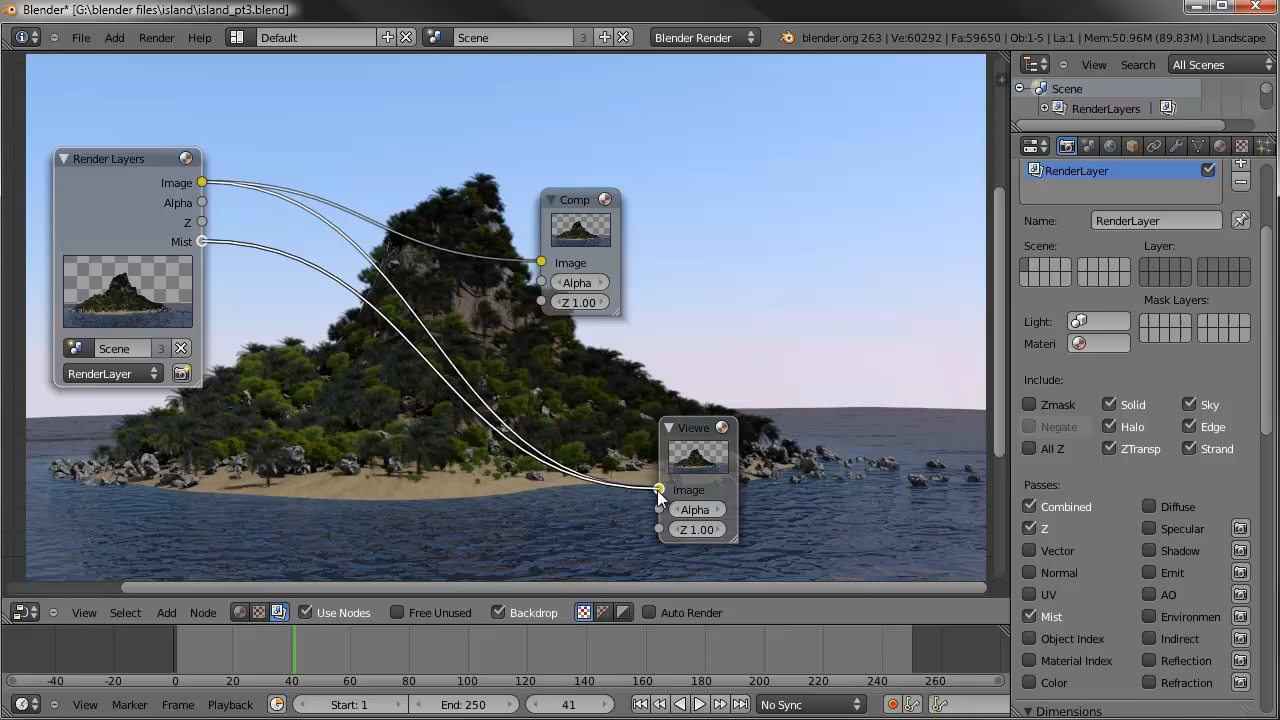 Blender* [G:\blender files\island\island_pt3.blend]
File Add Render Help Default Scene 3 Blender Render blender.org 263 | Ve:60292 | Fa:59650 | Ob:1-5 | La:1 | Mem:50.96M (89.83M) | Landscape
View Search All Scenes
Scene
RenderLayers |
RenderLayer
Name: RenderLayer
Scene: Layer:
Mask Layers:
Light:
Materi
Include:
Zmask Solid Sky
Negate Halo Edge
All Z ZTransp Strand
Passes:
Combined Diffuse
Z Specular
Vector Shadow
Normal Emit
UV AO
Mist Environmen
Object Index Indirect
Material Index Reflection
Color Refraction
Dimensions
Render Layers
Image
Alpha
Z
Mist
Scene 3
RenderLayer
Comp
Image
Alpha
Z 1.00
Viewe
Image
Alpha
Z 1.00
View Select Add Node Use Nodes Free Unused Backdrop Auto Render
-40 -20 0 20 40 60 80 100 120 140 160 180 200 220 240 260
View Marker Frame Playback Start: 1 End: 250 41 No Sync